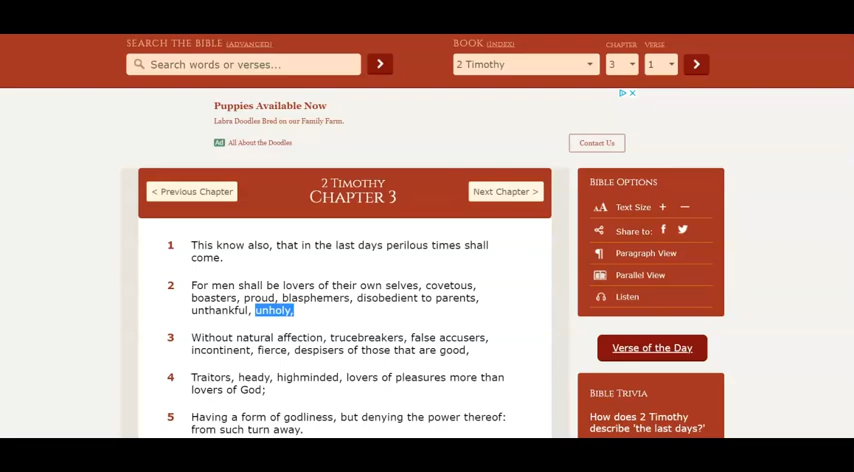 SEARCH THE BIBLE (ADVANCED)
Search words or verses...
BOOK (INDEX)
CHAPTER
VERSE
2 Timothy
3
1
Puppies Available Now
Labra Doodles Bred on our Family Farm.
Ad All About the Doodles
Contact Us
< Previous Chapter
2 TIMOTHY
CHAPTER 3
Next Chapter >
1 This know also, that in the last days perilous times shall
come.
2 For men shall be lovers of their own selves, covetous,
boasters, proud, blasphemers, disobedient to parents,
unthankful, unholy,
3 Without natural affection, trucebreakers, false accusers,
incontinent, fierce, despisers of those that are good,
4 Traitors, heady, highminded, lovers of pleasures more than
lovers of God;
5 Having a form of godliness, but denying the power thereof:
from such turn away.
BIBLE OPTIONS
AA Text Size + −
Share to:
¶ Paragraph View
Parallel View
Listen
Verse of the Day
BIBLE TRIVIA
How does 2 Timothy
describe 'the last days?'